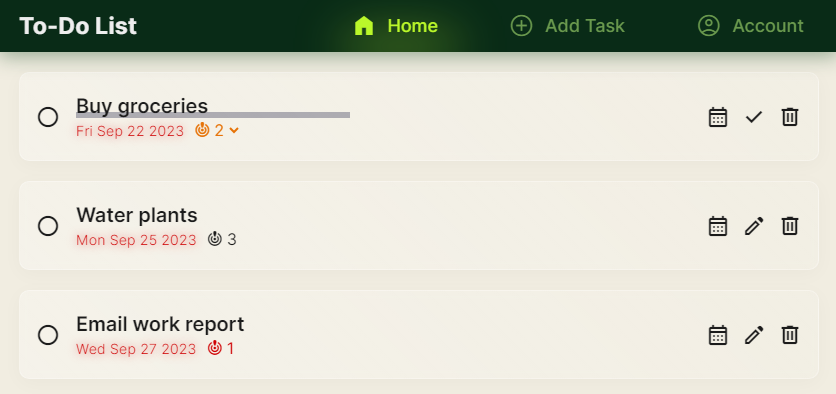 To-Do List
Home
Add Task
Account
Buy groceries
Fri Sep 22 2023 2
Water plants
Mon Sep 25 2023 3
Email work report
Wed Sep 27 2023 1